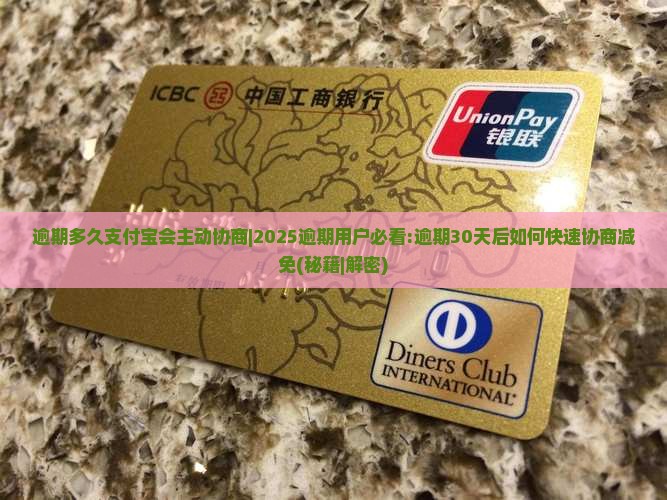 ICBC 中国工商银行
UnionPay
银联
逾期多久支付宝会主动协商|2025逾期用户必看:逾期30天后如何快速协商减
免(秘籍|解密)
Diners Club
INTERNATIONAL